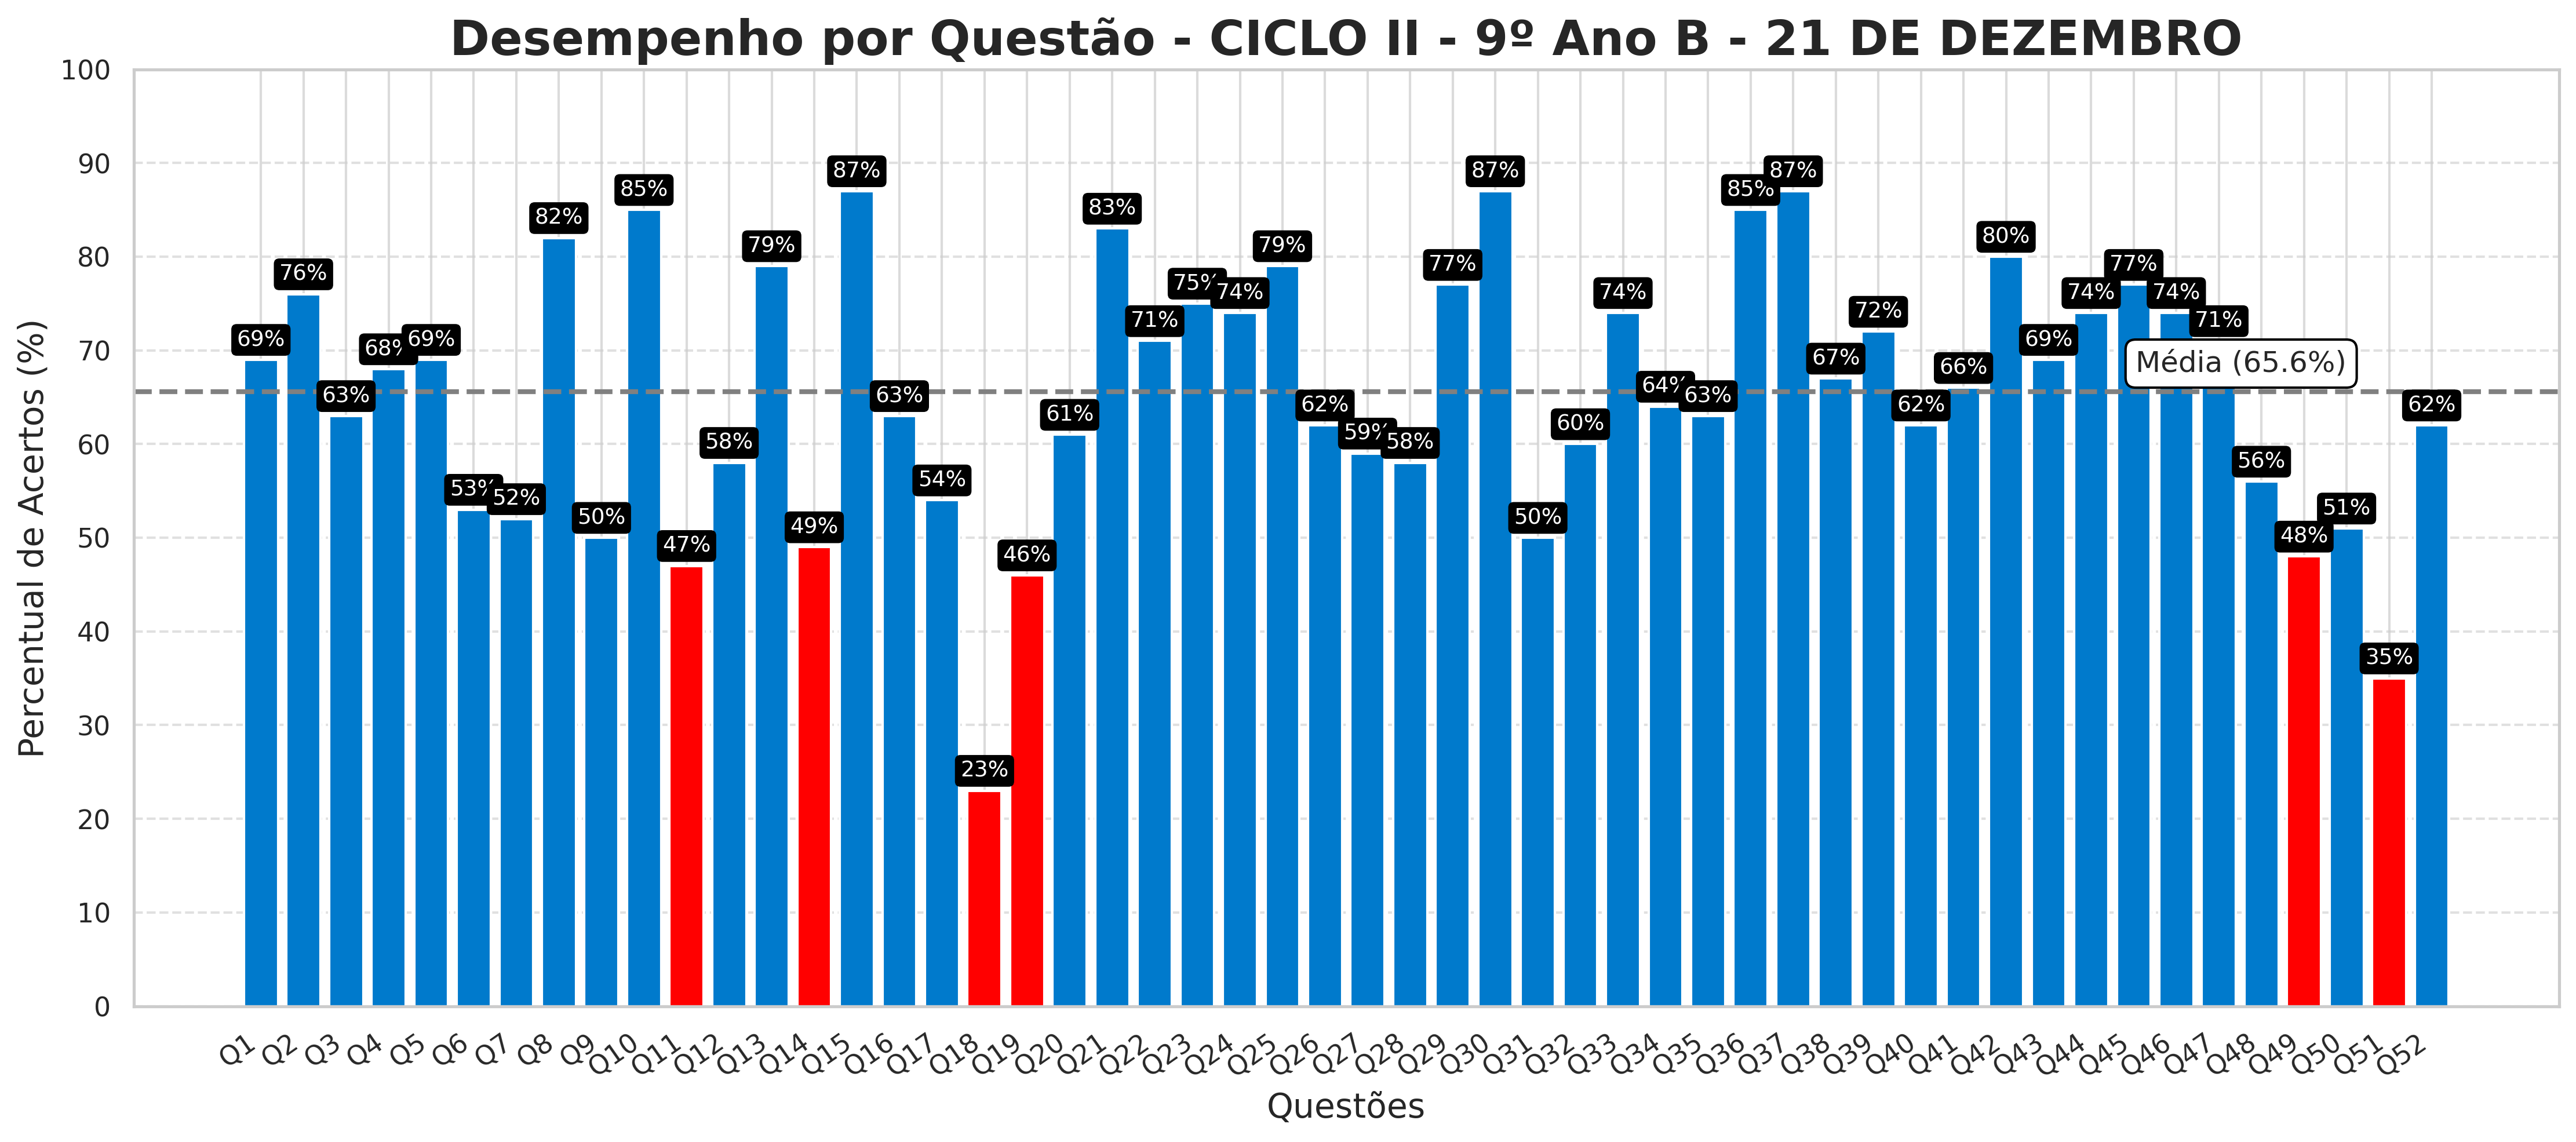 Desempenho por Questão - CICLO II - 9º Ano B - 21 DE DEZEMBRO
Percentual de Acertos (%)
100
90
80
70
60
50
40
30
20
10
0
69%
76%
63%
68%
69%
53%
52%
82%
50%
85%
47%
58%
79%
49%
87%
63%
54%
23%
46%
61%
83%
71%
75%
74%
79%
62%
59%
58%
77%
87%
50%
60%
74%
64%
63%
85%
87%
67%
72%
62%
66%
80%
69%
74%
77%
74%
71%
56%
48%
51%
35%
62%
Média (65.6%)
Q1
Q2
Q3
Q4
Q5
Q6
Q7
Q8
Q9
Q10
Q11
Q12
Q13
Q14
Q15
Q16
Q17
Q18
Q19
Q20
Q21
Q22
Q23
Q24
Q25
Q26
Q27
Q28
Q29
Q30
Q31
Q32
Q33
Q34
Q35
Q36
Q37
Q38
Q39
Q40
Q41
Q42
Q43
Q44
Q45
Q46
Q47
Q48
Q49
Q50
Q51
Q52
Questões